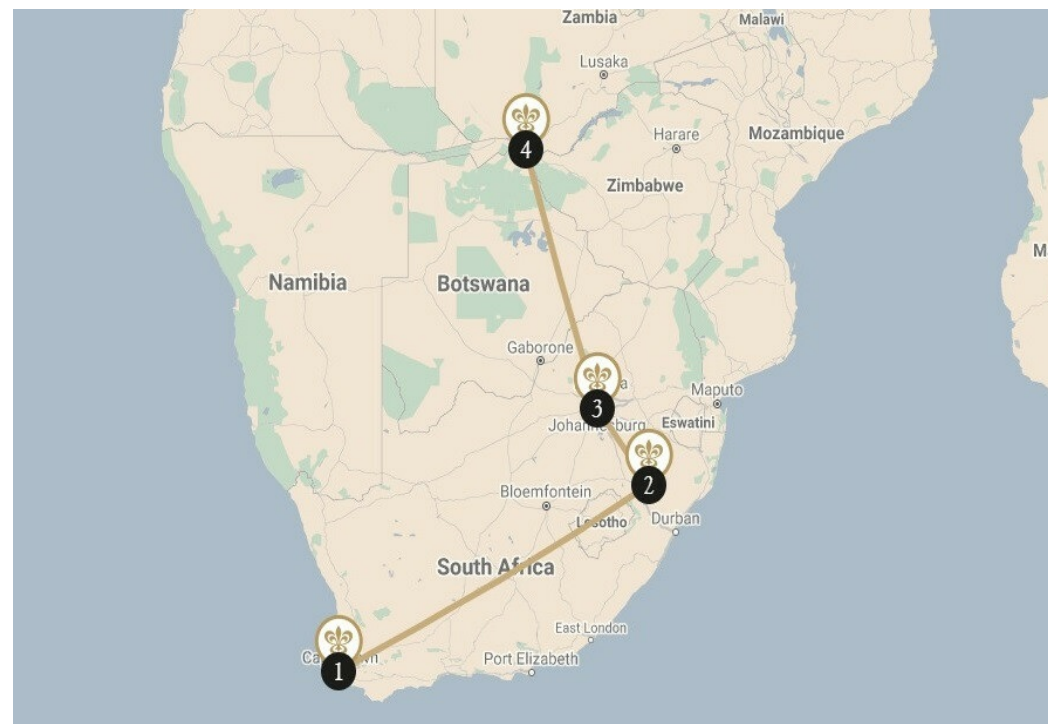 Zambia
Malawi
Lusaka
4
Harare
Mozambique
Zimbabwe
Namibia
Botswana
Gaborone
3
Maputo
Eswatini
2
Bloemfontein
Durban
South Africa
East London
Port Elizabeth
1